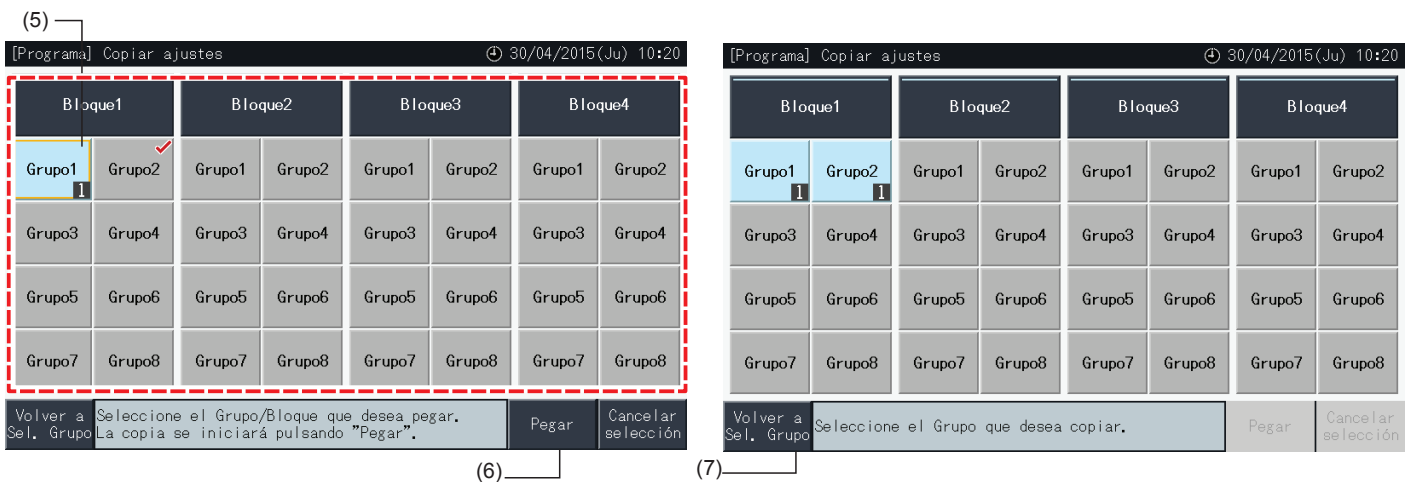 (5)
[Programa] Copiar ajustes 30/04/2015(Ju) 10:20
Bloque1 Bloque2 Bloque3 Bloque4
Grupo1 Grupo2 Grupo1 Grupo2 Grupo1 Grupo2 Grupo1 Grupo2
1
Grupo3 Grupo4 Grupo3 Grupo4 Grupo3 Grupo4 Grupo3 Grupo4
Grupo5 Grupo6 Grupo5 Grupo6 Grupo5 Grupo6 Grupo5 Grupo6
Grupo7 Grupo8 Grupo7 Grupo8 Grupo7 Grupo8 Grupo7 Grupo8
Volver a
Sel. Grupo
Seleccione el Grupo/Bloque que desea pegar.
La copia se iniciará pulsando "Pegar".
Pegar
Cancelar
selección
(6)
[Programa] Copiar ajustes 30/04/2015(Ju) 10:20
Bloque1 Bloque2 Bloque3 Bloque4
Grupo1 Grupo2 Grupo1 Grupo2 Grupo1 Grupo2 Grupo1 Grupo2
1 1
Grupo3 Grupo4 Grupo3 Grupo4 Grupo3 Grupo4 Grupo3 Grupo4
Grupo5 Grupo6 Grupo5 Grupo6 Grupo5 Grupo6 Grupo5 Grupo6
Grupo7 Grupo8 Grupo7 Grupo8 Grupo7 Grupo8 Grupo7 Grupo8
Volver a
Sel. Grupo
Seleccione el Grupo que desea copiar.
Pegar
Cancelar
selección
(7)